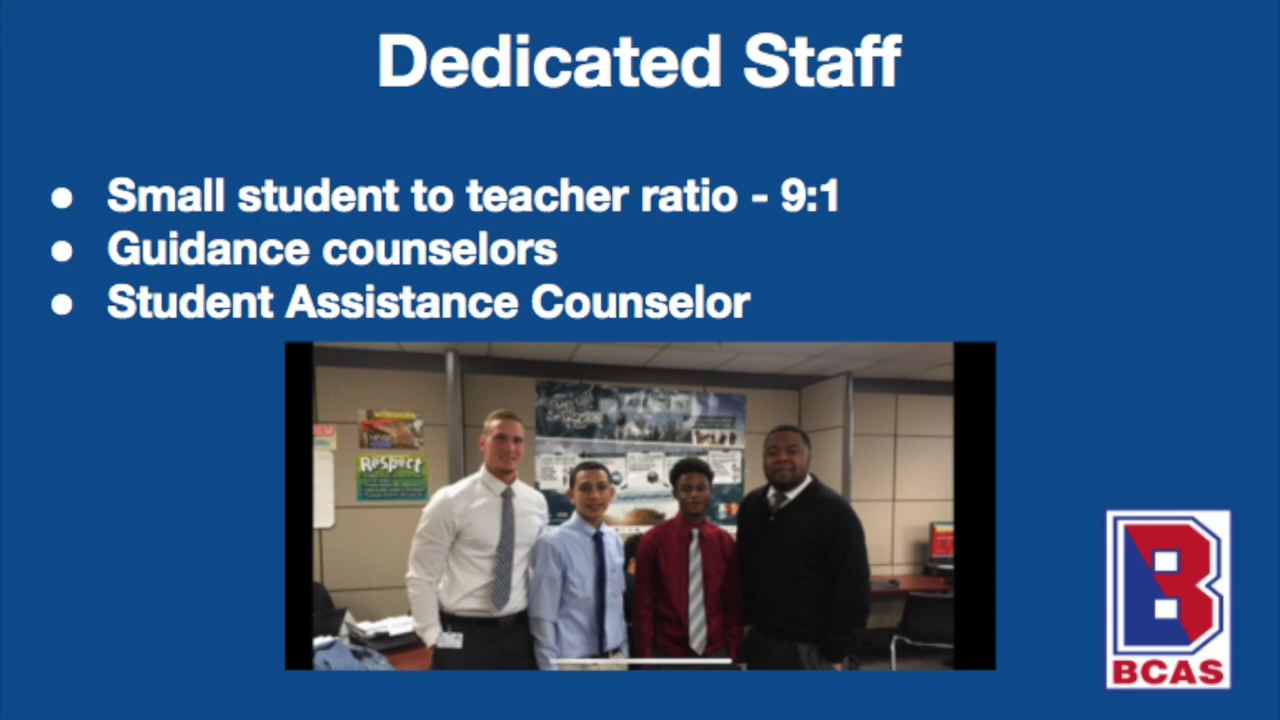 Dedicated Staff
● Small student to teacher ratio - 9:1
● Guidance counselors
● Student Assistance Counselor
Respect
B
BCAS